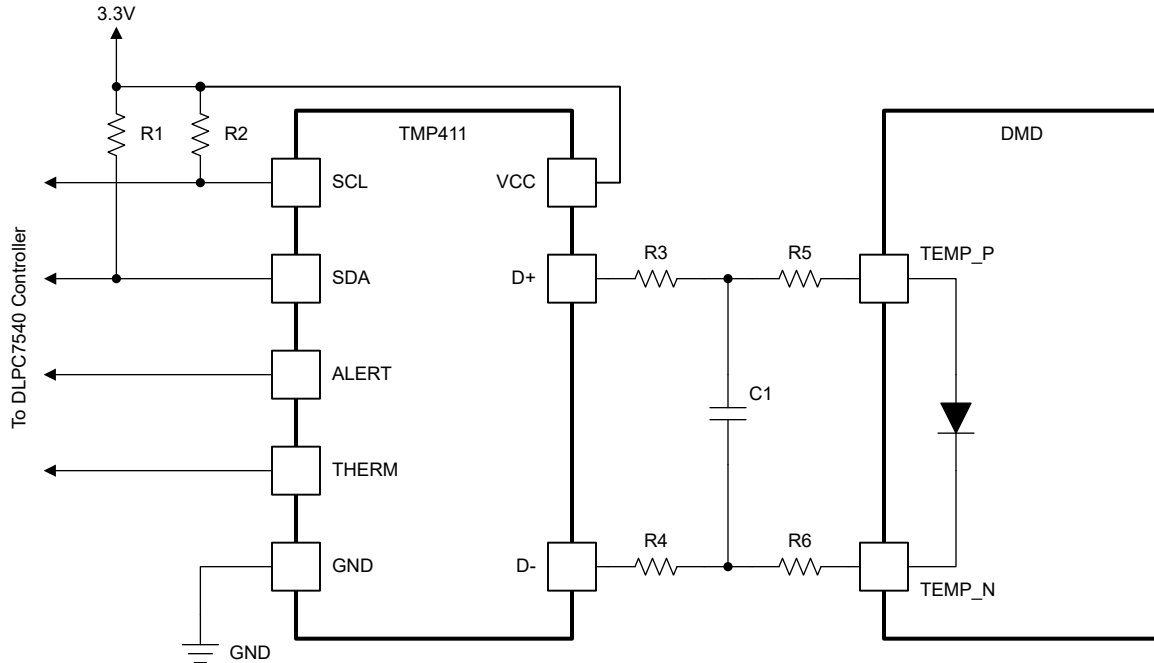 3.3V
R1
R2
TMP411
DMD
SCL
VCC
SDA
D+
R3
R5
TEMP_P
ALERT
C1
THERM
GND
D-
R4
R6
TEMP_N
GND
To DLPC7540 Controller